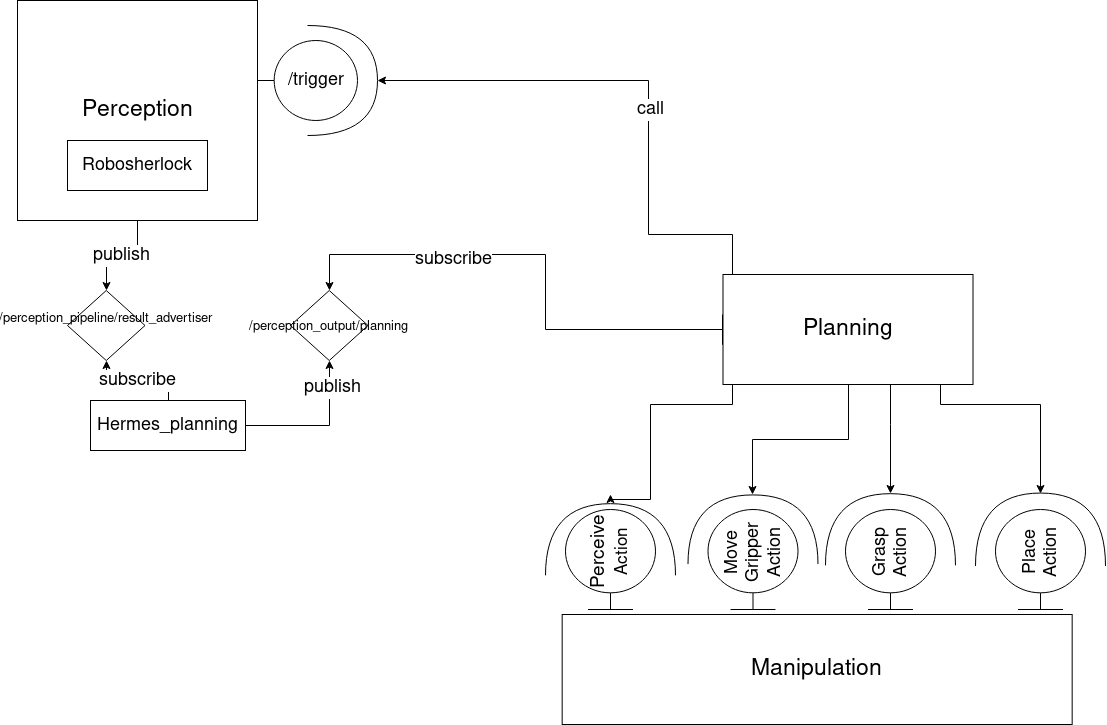 /trigger
call
Perception
Robosherlock
publish
subscribe
/perception_pipeline/result_advertiser
/perception_output/planning
Planning
subscribe
publish
Hermes_planning
Perceive
Action
Move
Gripper
Action
Grasp
Action
Place
Action
Manipulation